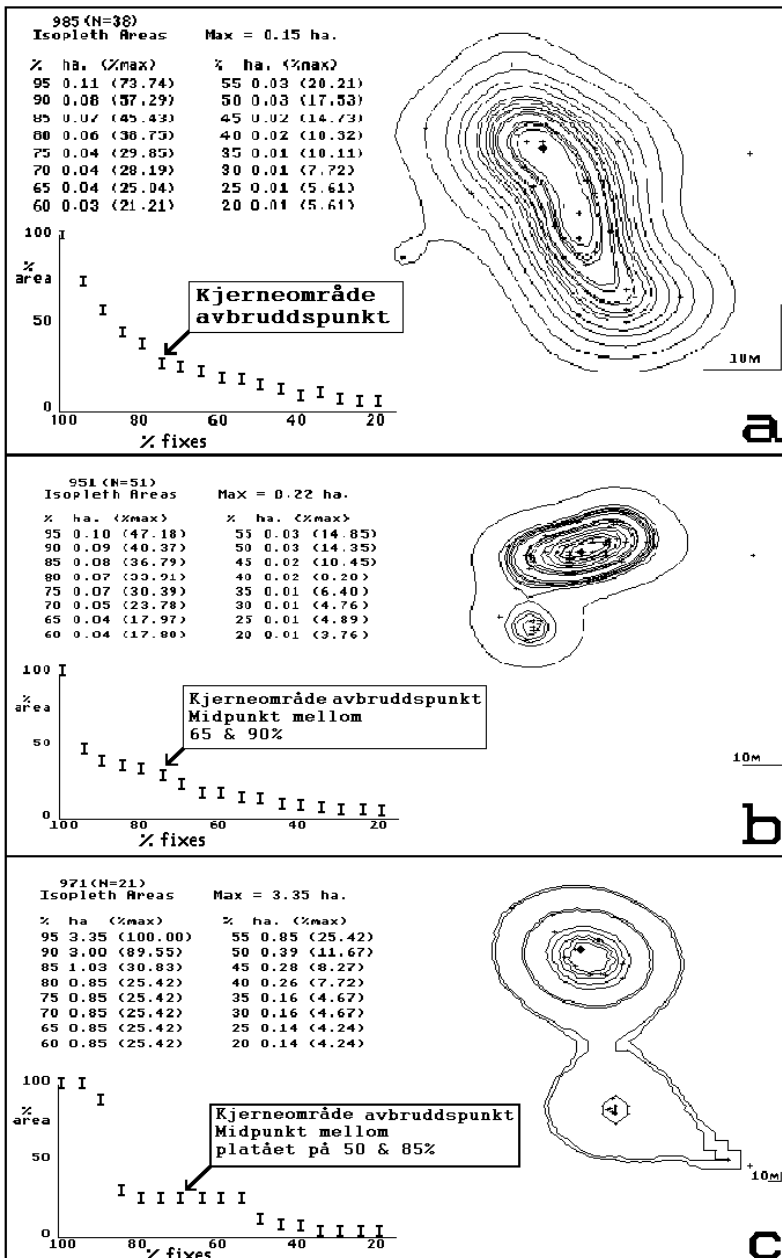 985 (N=38)
Isopleth Areas Max = 0.15 ha.
% ha. (%max) % ha. (%max)
95 0.11 (73.74) 55 0.03 (20.21)
90 0.08 (57.29) 50 0.03 (17.53)
85 0.07 (45.43) 45 0.02 (14.73)
80 0.06 (38.75) 40 0.02 (10.32)
75 0.04 (29.85) 35 0.01 (10.11)
70 0.04 (28.19) 30 0.01 (7.72)
65 0.04 (25.04) 25 0.01 (5.61)
60 0.03 (21.21) 20 0.01 (5.61)
100
%
area
50
0
Kjerneområde
avbruddspunkt
100 80 60 40 20
% fixes
10M
a
951 (N=51)
Isopleth Areas Max = 0.22 ha.
% ha. (%max) % ha. (%max)
95 0.10 (47.18) 55 0.03 (14.85)
90 0.09 (40.37) 50 0.03 (14.35)
85 0.08 (36.79) 45 0.02 (10.45)
80 0.07 40 0.02
75 0.07 (30.39) 35 0.01 (6.40)
70 0.05 (23.78) 30 0.01 (4.76)
65 0.04 (17.97) 25 0.01 (4.89)
60 0.04 (17.80) 20 0.01 (3.76)
100
%
area
50
0
Kjerneområde avbruddspunkt
Midpunkt mellom
65 & 90%
100 80 60 40 20
% fixes
10M
b
971 (N=21)
Isopleth Areas Max = 3.35 ha.
% ha (%max) % ha. (%max)
95 3.35 (100.00) 55 0.85 (25.42)
90 3.00 (89.55) 50 0.39 (11.67)
85 1.03 (30.83) 45 0.28 (8.27)
80 0.85 (25.42) 40 0.26 (7.72)
75 0.85 (25.42) 35 0.16 (4.67)
70 0.85 (25.42) 30 0.16 (4.67)
65 0.85 (25.42) 25 0.14 (4.24)
60 0.85 (25.42) 20 0.14 (4.24)
100
%
area
50
0
Kjerneområde avbruddspunkt
Midpunkt mellom
platået på 50 & 85%
100 80 60 40 20
% fixes
10M
c